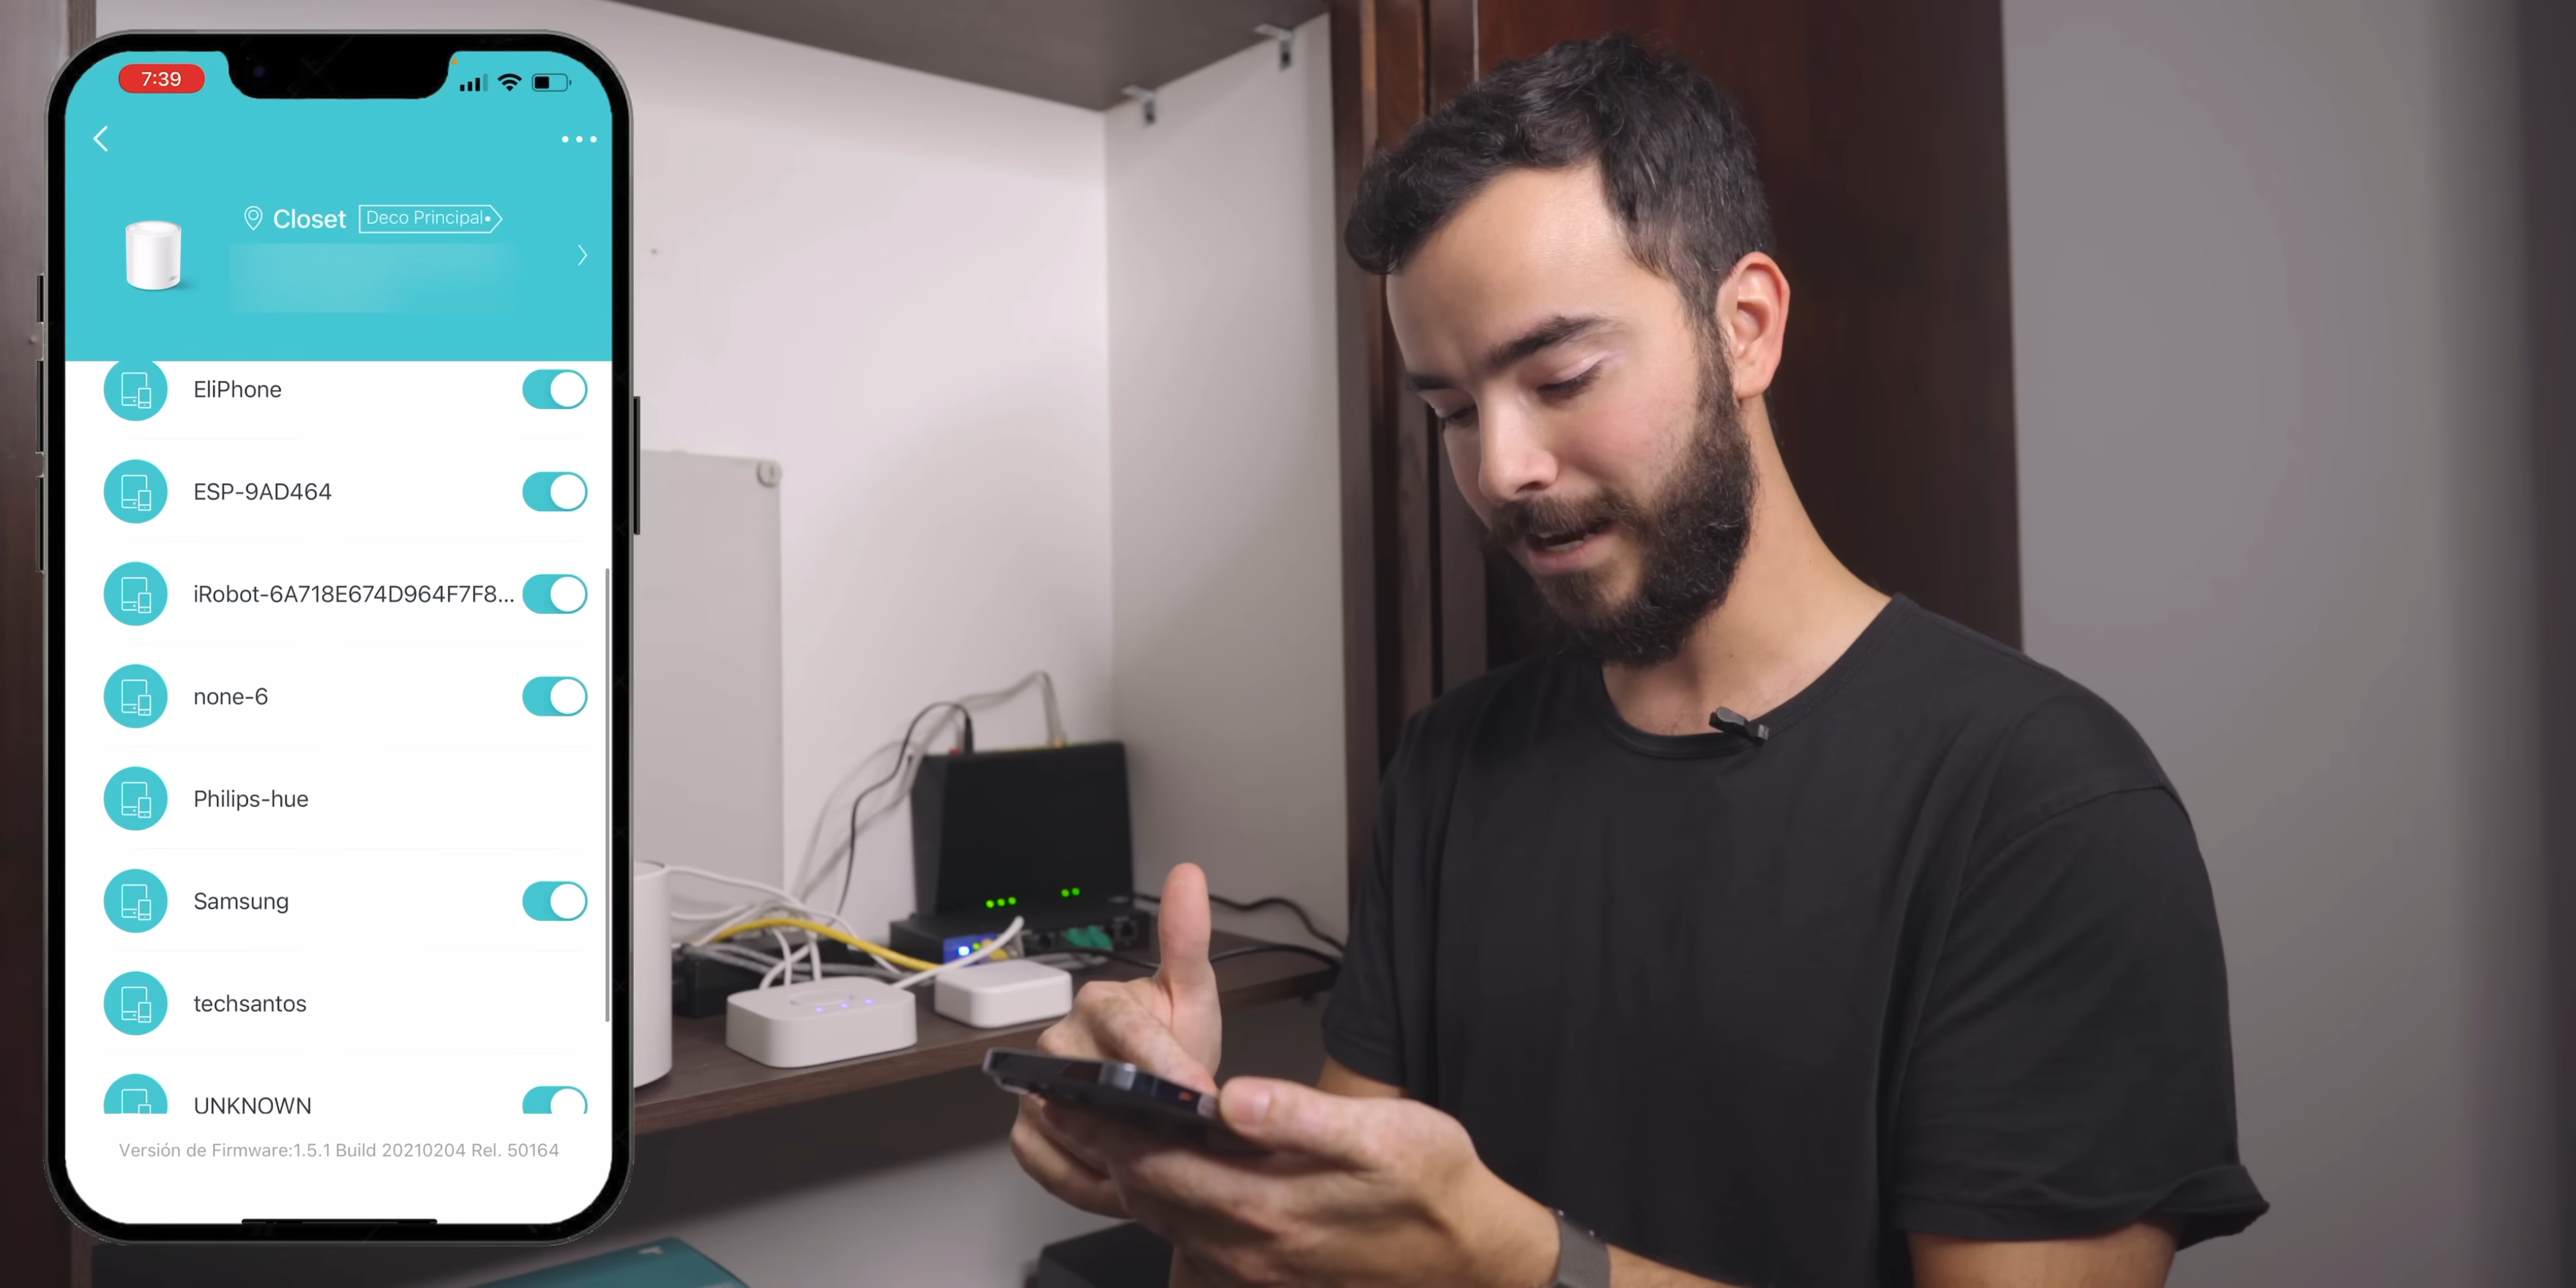 7:39
Closet Deco Principal
EliPhone
ESP-9AD464
iRobot-6A718E674D964F7F8...
none-6
Philips-hue
Samsung
techsantos
UNKNOWN
Versión de Firmware:1.5.1 Build 20210204 Rel. 50164